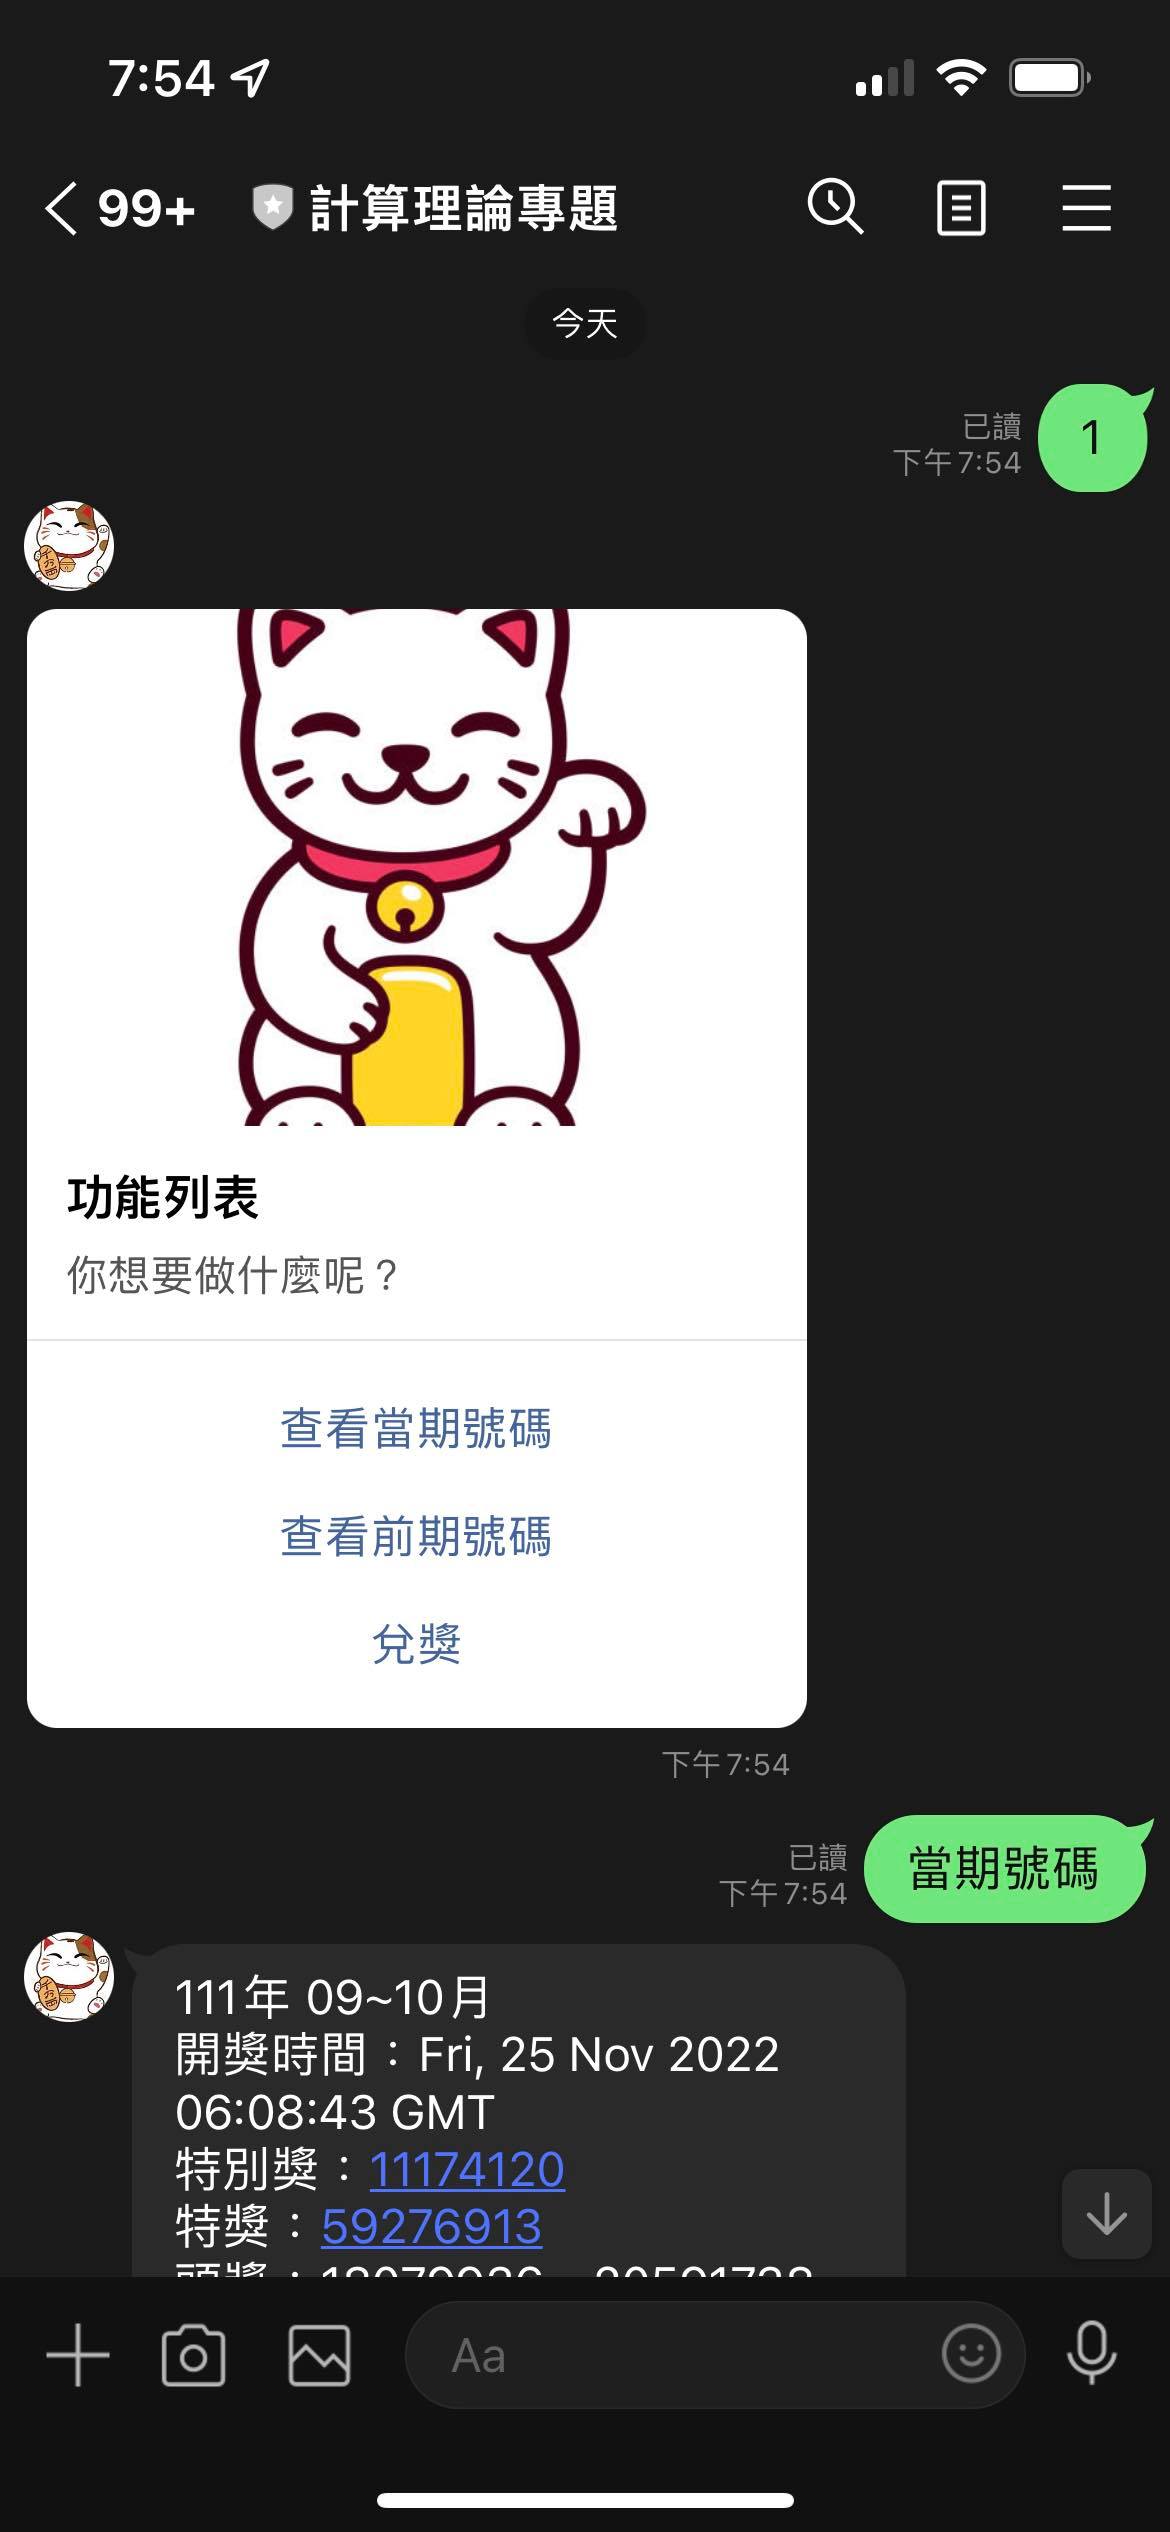 7:54
99+ 計算理論專題
今天
已讀
下午 7:54
1
功能列表
你想要做什麼呢？
查看當期號碼
查看前期號碼
兌獎
下午 7:54
已讀
下午 7:54
當期號碼
111年 09~10月
開獎時間：Fri, 25 Nov 2022
06:08:43 GMT
特別獎：11174120
特獎：59276913
Aa